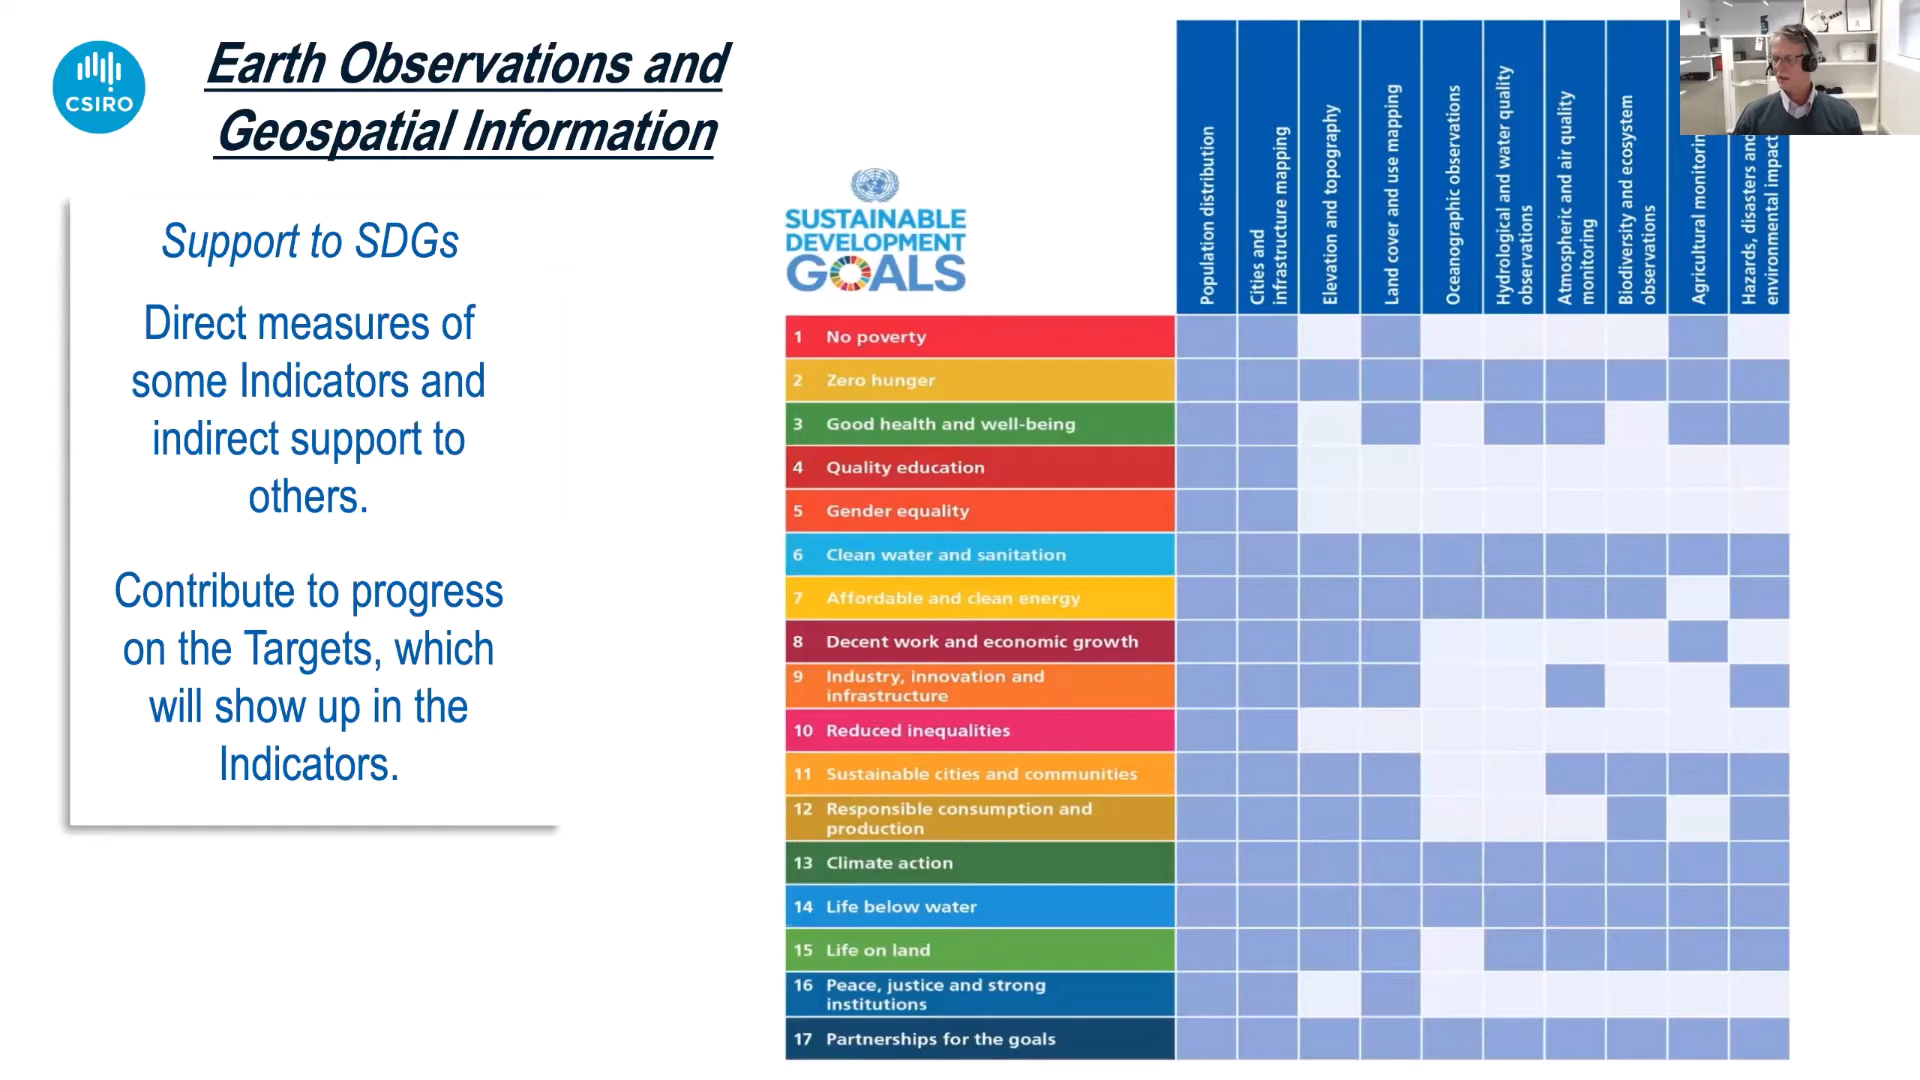 CSIRO
Earth Observations and
Geospatial Information
Support to SDGs
Direct measures of
some Indicators and
indirect support to
others.
Contribute to progress
on the Targets, which
will show up in the
Indicators.
SUSTAINABLE
DEVELOPMENT
GOALS
Population distribution
Cities and
infrastructure mapping
Elevation and topography
Land cover and use mapping
Oceanographic observations
Hydrological and water quality
observations
Atmospheric and air quality
monitoring
Biodiversity and ecosystem
observations
Agricultural
Hazards, disasters
environmental
1 No poverty
2 Zero hunger
3 Good health and well-being
4 Quality education
5 Gender equality
6 Clean water and sanitation
7 Affordable and clean energy
8 Decent work and economic growth
9 Industry, innovation and
infrastructure
10 Reduced inequalities
11 Sustainable cities and communities
12 Responsible consumption and
production
13 Climate action
14 Life below water
15 Life on land
16 Peace, justice and strong
institutions
17 Partnerships for the goals